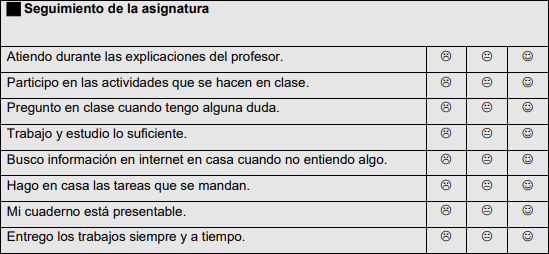 Seguimiento de la asignatura
Atiendo durante las explicaciones del profesor. ☹ 😐 ☺
Participo en las actividades que se hacen en clase. ☹ 😐 ☺
Pregunto en clase cuando tengo alguna duda. ☹ 😐 ☺
Trabajo y estudio lo suficiente. ☹ 😐 ☺
Busco información en internet en casa cuando no entiendo algo. ☹ 😐 ☺
Hago en casa las tareas que se mandan. ☹ 😐 ☺
Mi cuaderno está presentable. ☹ 😐 ☺
Entrego los trabajos siempre y a tiempo. ☹ 😐 ☺